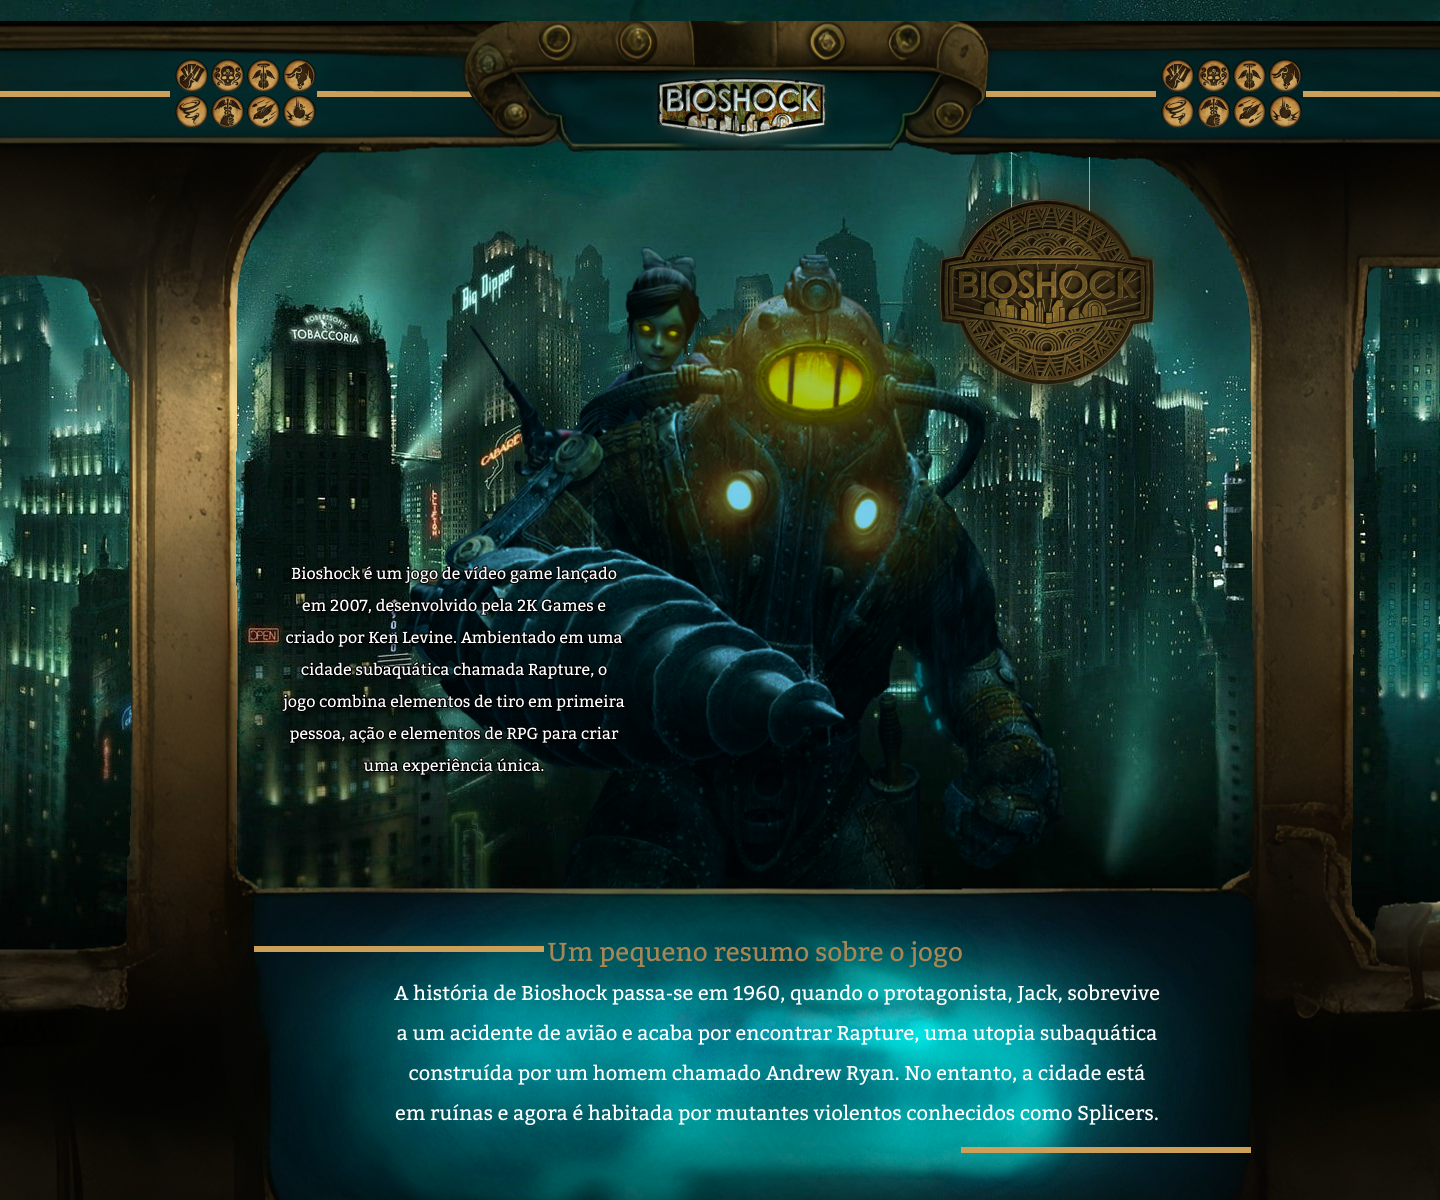 BIOSHOCK
BIOSHOCK
Big Dipper
ROBERTSON'S
TOBACCORIA
CABARET
CLIFTON
Bioshock é um jogo de vídeo game lançado
em 2007, desenvolvido pela 2K Games e
OPEN
criado por Ken Levine. Ambientado em uma
cidade subaquática chamada Rapture, o
jogo combina elementos de tiro em primeira
pessoa, ação e elementos de RPG para criar
uma experiência única.
Um pequeno resumo sobre o jogo
A história de Bioshock passa-se em 1960, quando o protagonista, Jack, sobrevive
a um acidente de avião e acaba por encontrar Rapture, uma utopia subaquática
construída por um homem chamado Andrew Ryan. No entanto, a cidade está
em ruínas e agora é habitada por mutantes violentos conhecidos como Splicers.